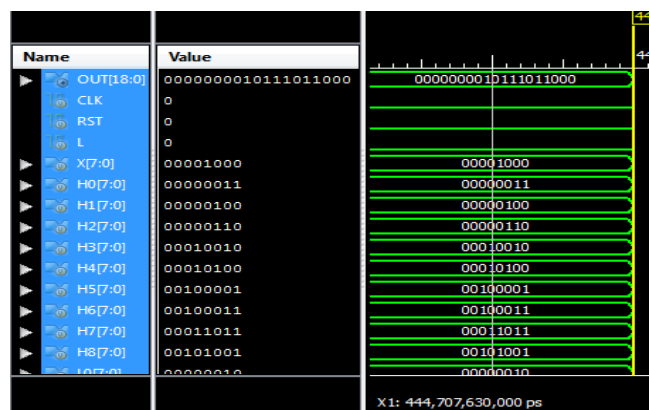 44
Name Value 44
OUT[18:0] 0000000010111011000 0000000010111011000
CLK 0
RST 0
L 0
X[7:0] 00001000 00001000
H0[7:0] 00000011 00000011
H1[7:0] 00000100 00000100
H2[7:0] 00000110 00000110
H3[7:0] 00010010 00010010
H4[7:0] 00010100 00010100
H5[7:0] 00100001 00100001
H6[7:0] 00100011 00100011
H7[7:0] 00011011 00011011
H8[7:0] 00101001 00101001
00000010 00000010
X1: 444,707,630,000 ps